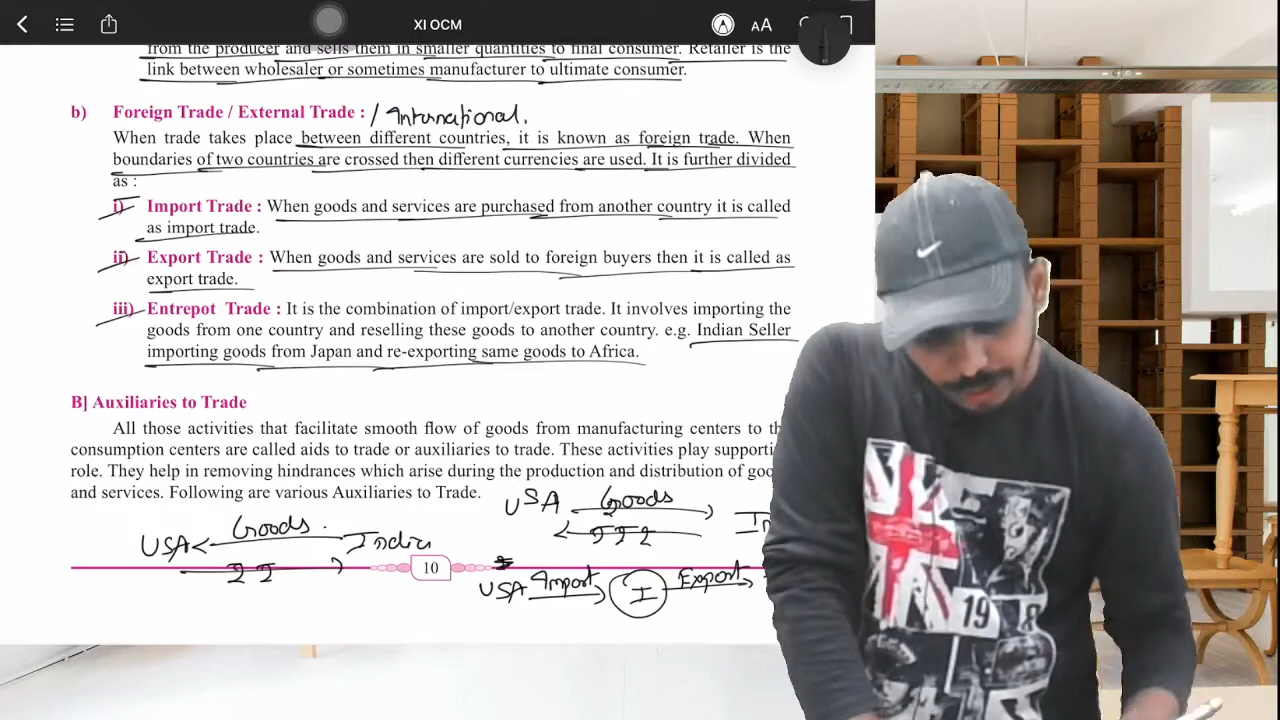 XI OCM
AA
from the producer and sells them in smaller quantities to final consumer. Retailer is the
link between wholesaler or sometimes manufacturer to ultimate consumer.
b) Foreign Trade / External Trade : / International.
When trade takes place between different countries, it is known as foreign trade. When
boundaries of two countries are crossed then different currencies are used. It is further divided
as :
i) Import Trade : When goods and services are purchased from another country it is called
as import trade.
ii) Export Trade : When goods and services are sold to foreign buyers then it is called as
export trade.
iii) Entrepot Trade : It is the combination of import/export trade. It involves importing the
goods from one country and reselling these goods to another country. e.g. Indian Seller
importing goods from Japan and re-exporting same goods to Africa.
B] Auxiliaries to Trade
All those activities that facilitate smooth flow of goods from manufacturing centers to
consumption centers are called aids to trade or auxiliaries to trade. These activities play
role. They help in removing hindrances which arise during the production and distribution of
and services. Following are various Auxiliaries to Trade.
USA Goods
USA Goods India
10
USA Import I Export
19 8